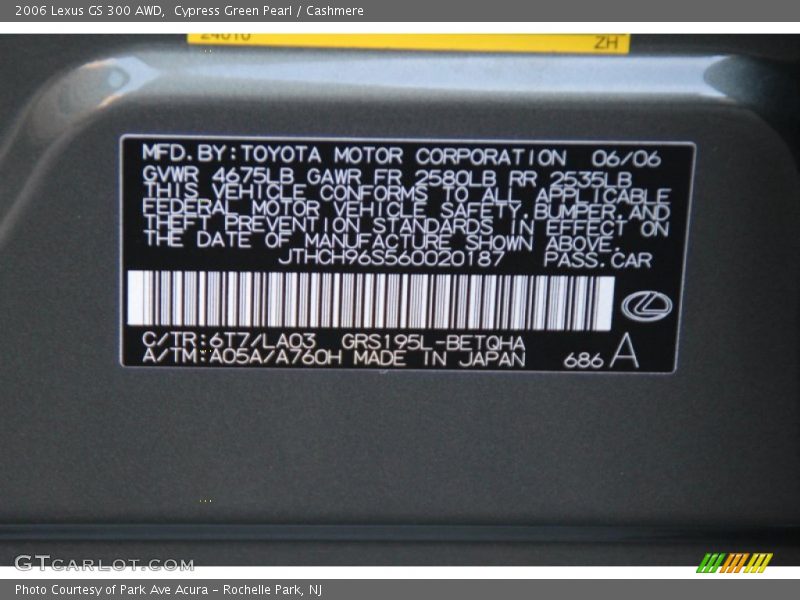 2006 Lexus GS 300 AWD,  Cypress Green Pearl / Cashmere
ZH
MFD. BY: TOYOTA MOTOR CORPORATION 06/06
GVWR 4675LB GAWR FR 2580LB RR 2535LB
THIS VEHICLE CONFORMS TO ALL APPLICABLE
FEDERAL MOTOR VEHICLE SAFETY, BUMPER, AND
THEFT PREVENTION STANDARDS IN EFFECT ON
THE DATE OF MANUFACTURE SHOWN ABOVE.
JTHCH96S560020187 PASS. CAR
C/TR: 6T7/LA03 GRS195L-BETQHA
A/TM: A05A/A760H MADE IN JAPAN 686 A
GTCARLOT.COM
Photo Courtesy of Park Ave Acura - Rochelle Park, NJ